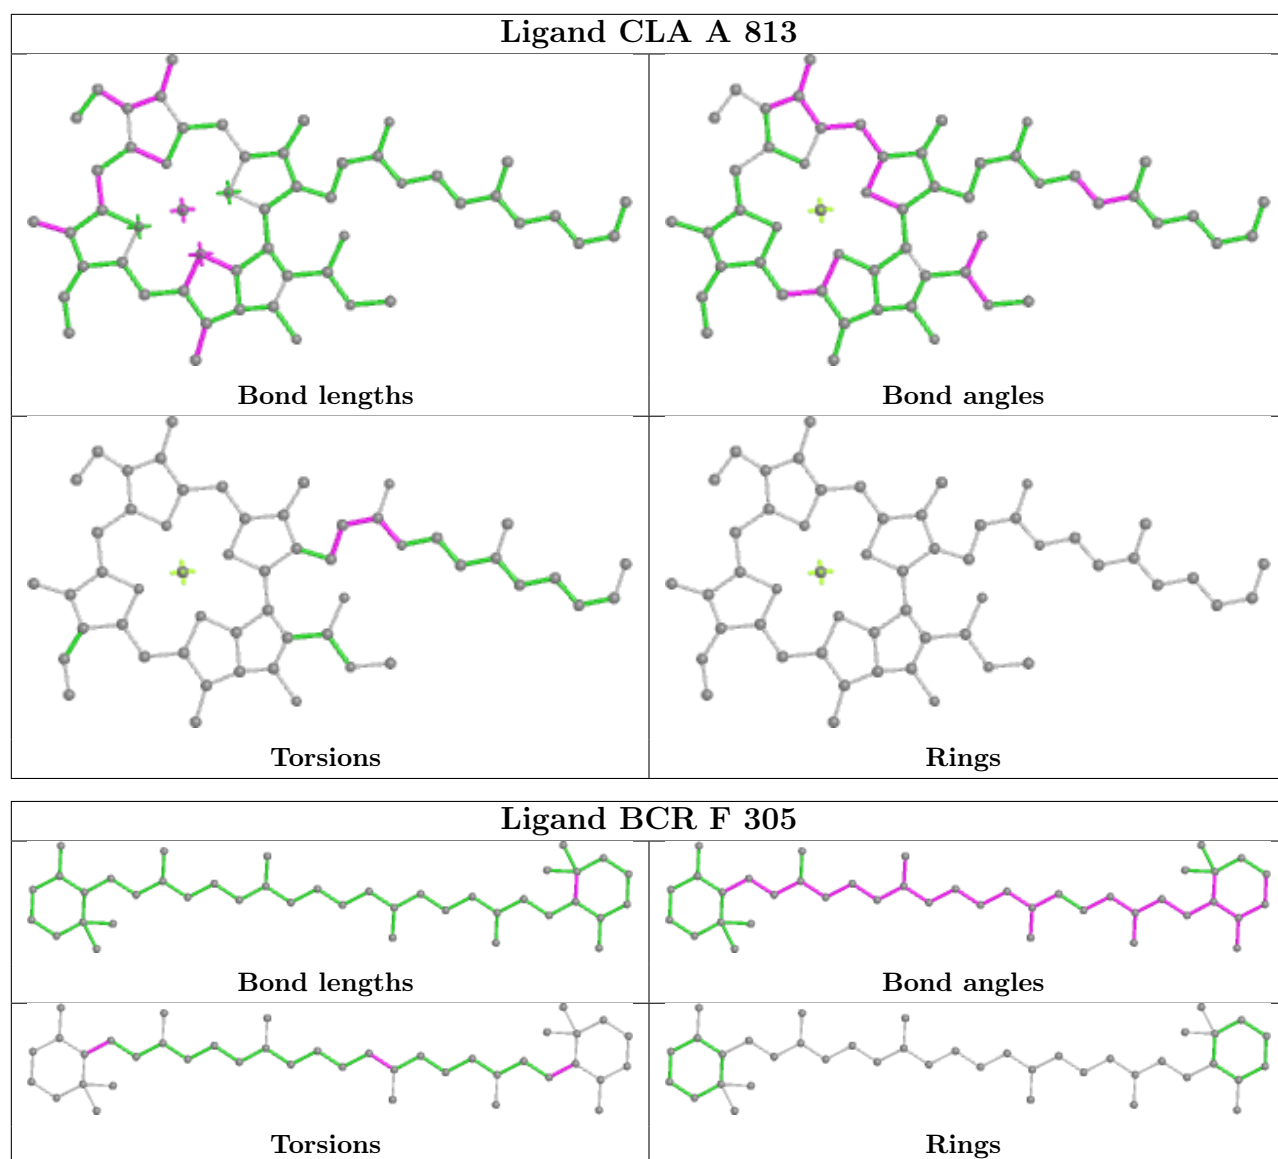 Ligand CLA A 813
Bond lengths
Bond angles
Torsions
Rings
Ligand BCR F 305
Bond lengths
Bond angles
Torsions
Rings